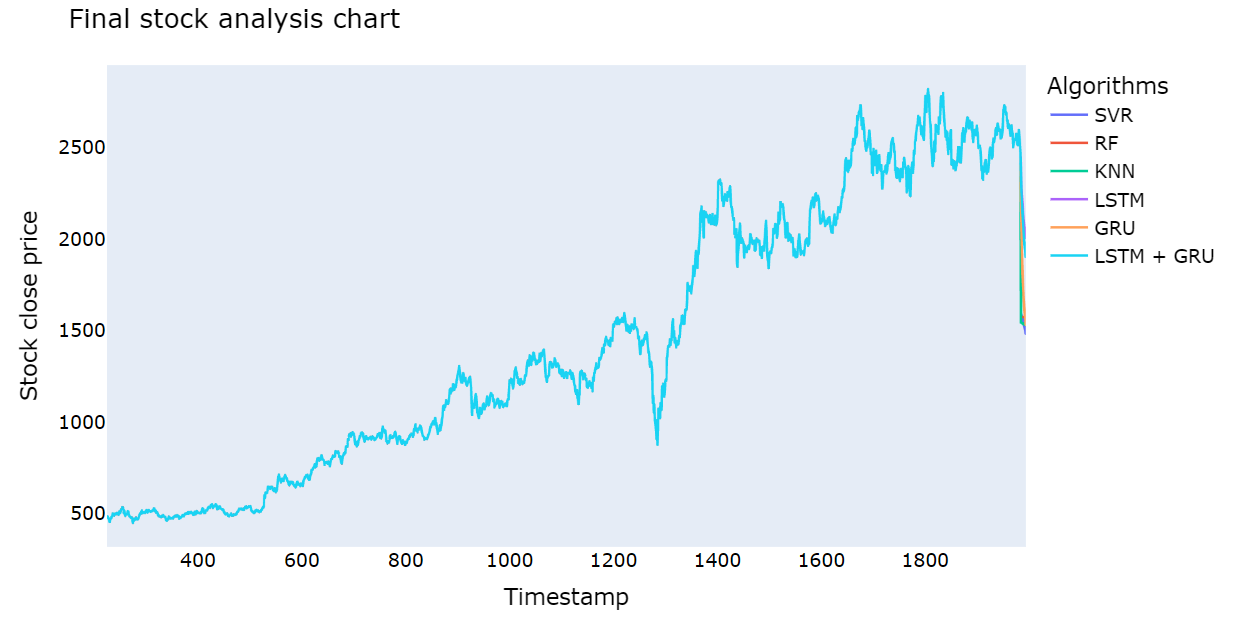 Final stock analysis chart
Algorithms
SVR
RF
KNN
LSTM
GRU
LSTM + GRU
Stock close price
2500
2000
1500
1000
500
400 600 800 1000 1200 1400 1600 1800
Timestamp